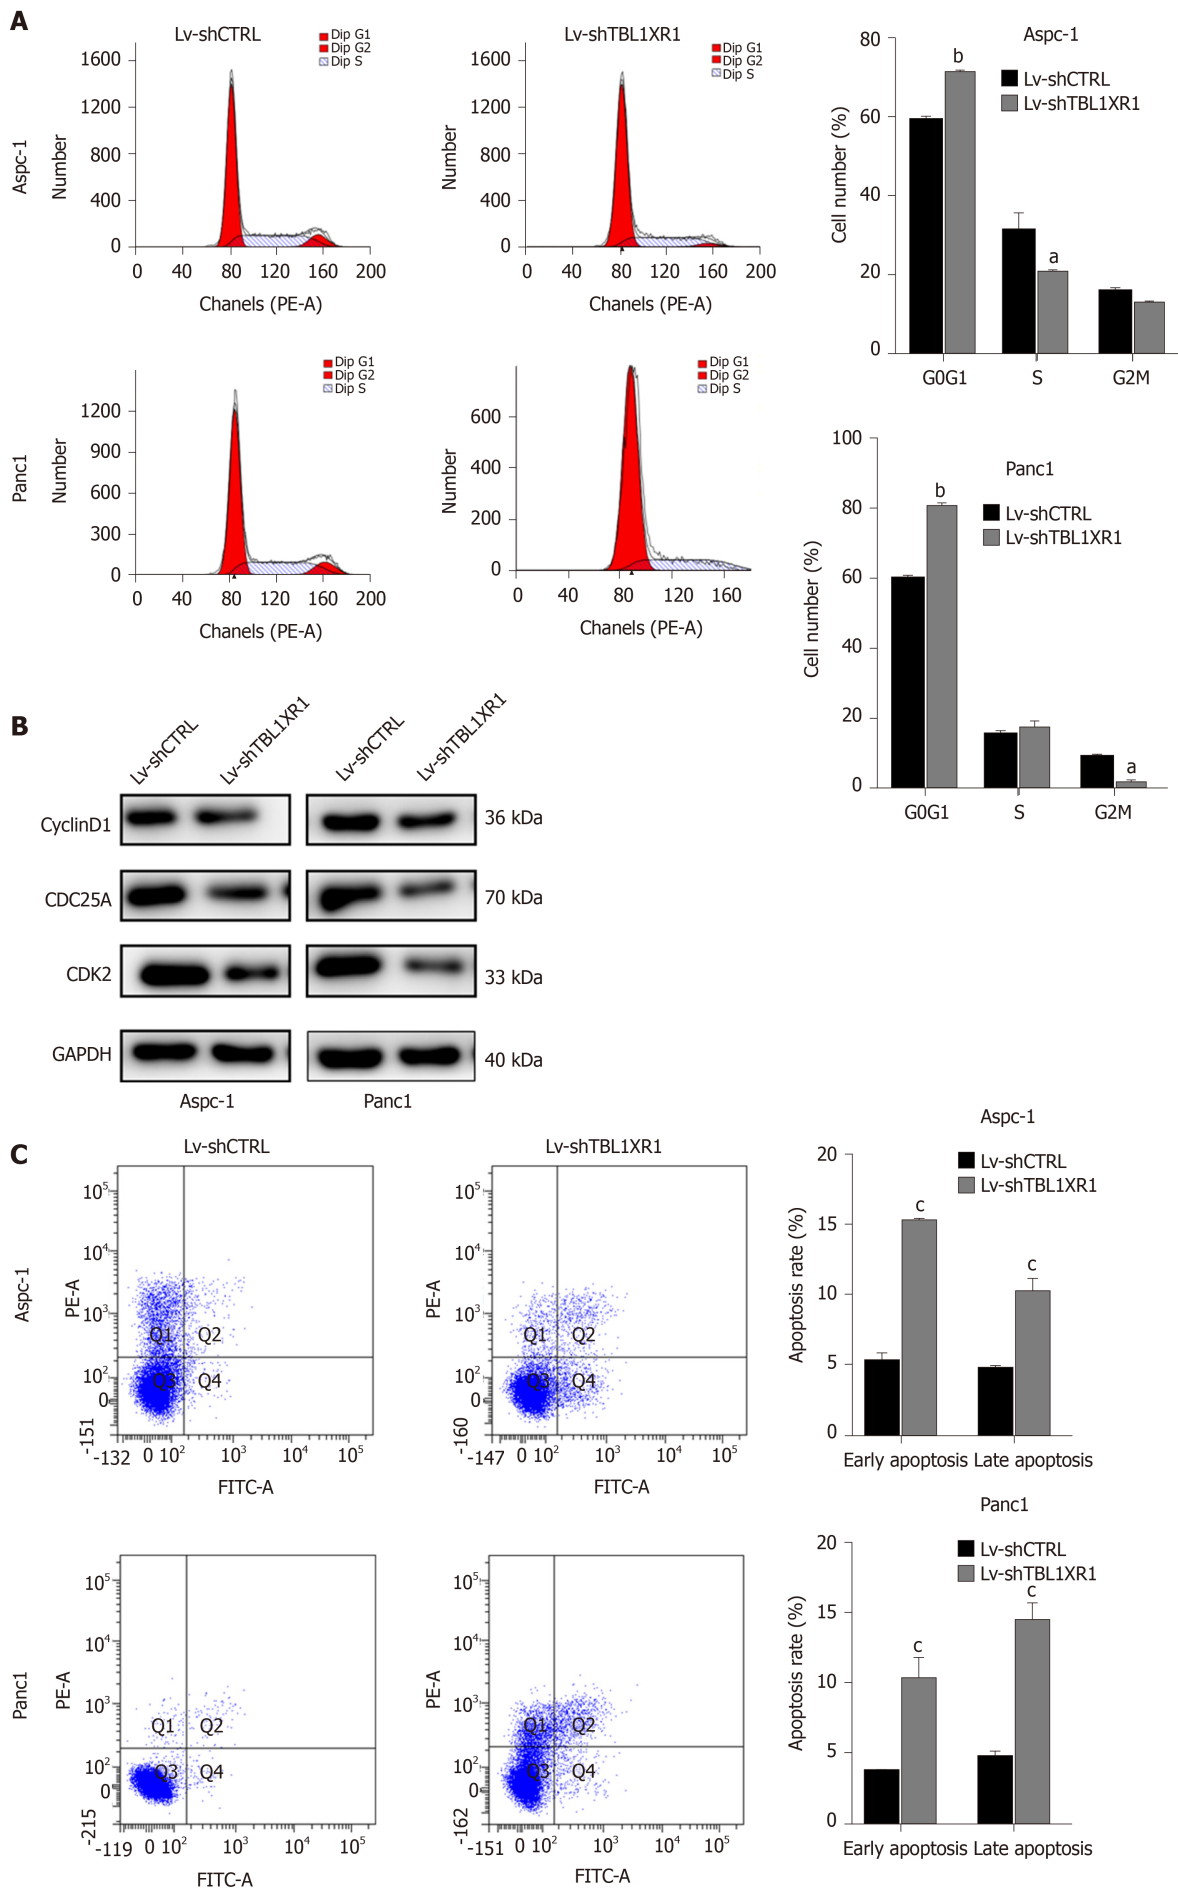 A
Lv-shCTRL
Dip G1
Dip G2
Dip S
1600
1200
800
400
0
Number
Aspc-1
0 40 80 120 160 200
Chanels (PE-A)
Lv-shTBL1XR1
Dip G1
Dip G2
Dip S
1600
1200
800
400
0
Number
0 40 80 120 160 200
Chanels (PE-A)
Aspc-1
Lv-shCTRL
Lv-shTBL1XR1
80
60
40
20
0
Cell number (%)
b
a
G0G1 S G2M
Dip G1
Dip G2
Dip S
1200
900
600
300
0
Number
Panc1
0 40 80 120 160 200
Chanels (PE-A)
Dip G1
Dip G2
Dip S
600
400
200
0
Number
0 40 80 120 160
Chanels (PE-A)
Panc1
Lv-shCTRL
Lv-shTBL1XR1
100
80
60
40
20
0
Cell number (%)
b
a
G0G1 S G2M
B
Lv-shCTRL
Lv-shTBL1XR1
Lv-shCTRL
Lv-shTBL1XR1
CyclinD1 36 kDa
CDC25A 70 kDa
CDK2 33 kDa
GAPDH 40 kDa
Aspc-1 Panc1
C
Lv-shCTRL
Aspc-1
PE-A
10⁵
10⁴
10³
10²
0
-151
Q1 Q2
Q3 Q4
-132 0 10² 10³ 10⁴ 10⁵
FITC-A
Lv-shTBL1XR1
PE-A
10⁵
10⁴
10³
10²
0
-160
Q1 Q2
Q3 Q4
-147 0 10² 10³ 10⁴ 10⁵
FITC-A
Aspc-1
Lv-shCTRL
Lv-shTBL1XR1
20
15
10
5
0
Apoptosis rate (%)
c
c
Early apoptosis Late apoptosis
Panc1
PE-A
10⁵
10⁴
10³
10²
0
-215
Q1 Q2
Q3 Q4
-119 0 10² 10³ 10⁴ 10⁵
FITC-A
PE-A
10⁵
10⁴
10³
10²
0
-162
Q1 Q2
Q3 Q4
-151 0 10² 10³ 10⁴ 10⁵
FITC-A
Panc1
Lv-shCTRL
Lv-shTBL1XR1
20
15
10
5
0
Apoptosis rate (%)
c
c
Early apoptosis Late apoptosis